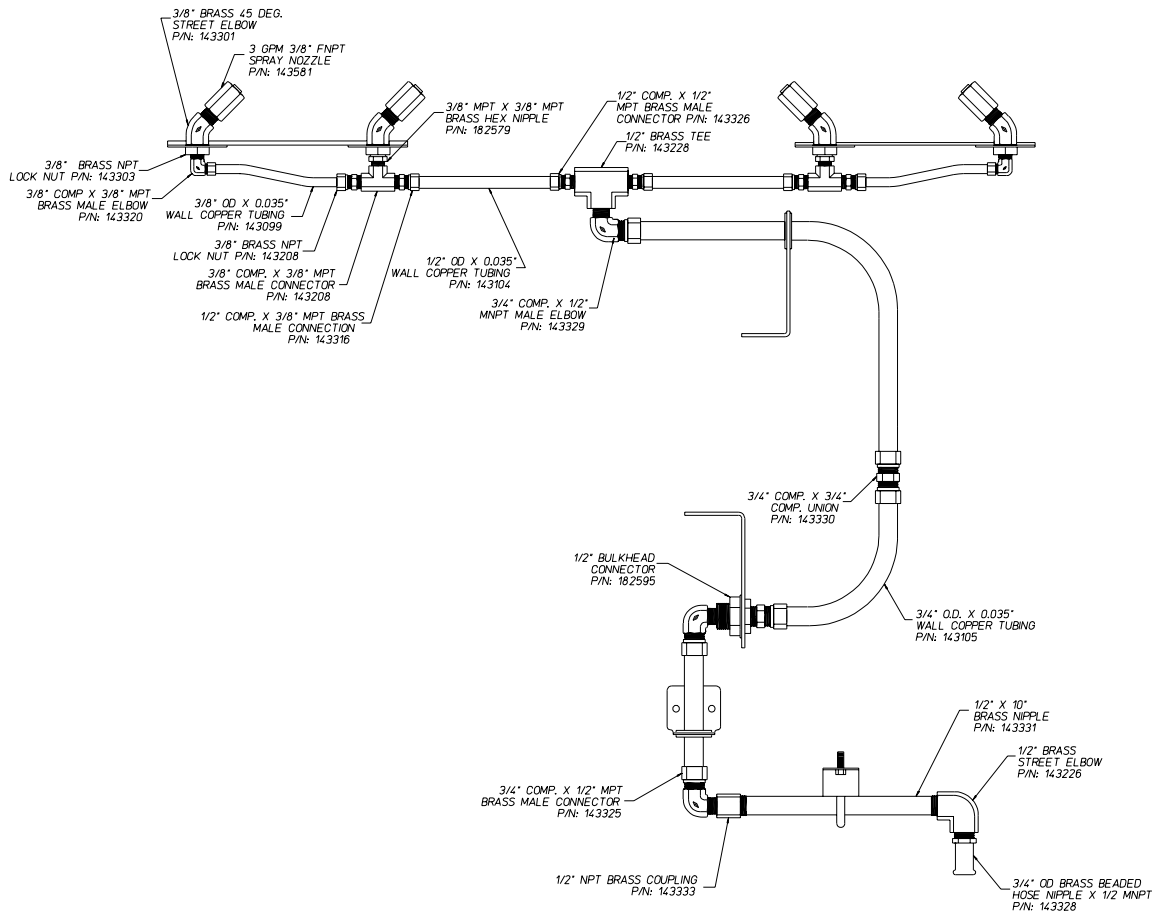 3/8" BRASS 45 DEG.
STREET ELBOW
P/N: 143301
3 GPM 3/8" FNPT
SPRAY NOZZLE
P/N: 143581
3/8" MPT X 3/8" MPT
BRASS HEX NIPPLE
P/N: 182579
1/2" COMP. X 1/2"
MPT BRASS MALE
CONNECTOR P/N: 143326
1/2" BRASS TEE
P/N: 143228
3/8" BRASS NPT
LOCK NUT P/N: 143303
3/8" COMP X 3/8" MPT
BRASS MALE ELBOW
P/N: 143320
3/8" OD X 0.035"
WALL COPPER TUBING
P/N: 143099
3/8" BRASS NPT
LOCK NUT P/N: 143208
3/8" COMP. X 3/8" MPT
BRASS MALE CONNECTOR
P/N: 143208
1/2" COMP. X 3/8" MPT BRASS
MALE CONNECTION
P/N: 143316
1/2" OD X 0.035"
WALL COPPER TUBING
P/N: 143104
3/4" COMP. X 1/2"
MNPT MALE ELBOW
P/N: 143329
3/4" COMP. X 3/4"
COMP. UNION
P/N: 143330
1/2" BULKHEAD
CONNECTOR
P/N: 182595
3/4" O.D. X 0.035"
WALL COPPER TUBING
P/N: 143105
1/2" X 10"
BRASS NIPPLE
P/N: 143331
1/2" BRASS
STREET ELBOW
P/N: 143226
3/4" COMP. X 1/2" MPT
BRASS MALE CONNECTOR
P/N: 143325
1/2" NPT BRASS COUPLING
P/N: 143333
3/4" OD BRASS BEADED
HOSE NIPPLE X 1/2 MNPT
P/N: 143328